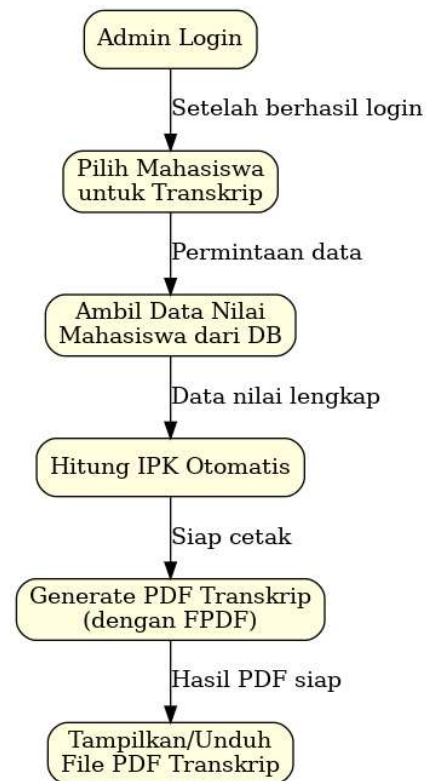 Admin Login
Setelah berhasil login
Pilih Mahasiswa
untuk Transkrip
Permintaan data
Ambil Data Nilai
Mahasiswa dari DB
Data nilai lengkap
Hitung IPK Otomatis
Siap cetak
Generate PDF Transkrip
(dengan FPDF)
Hasil PDF siap
Tampilkan/Unduh
File PDF Transkrip